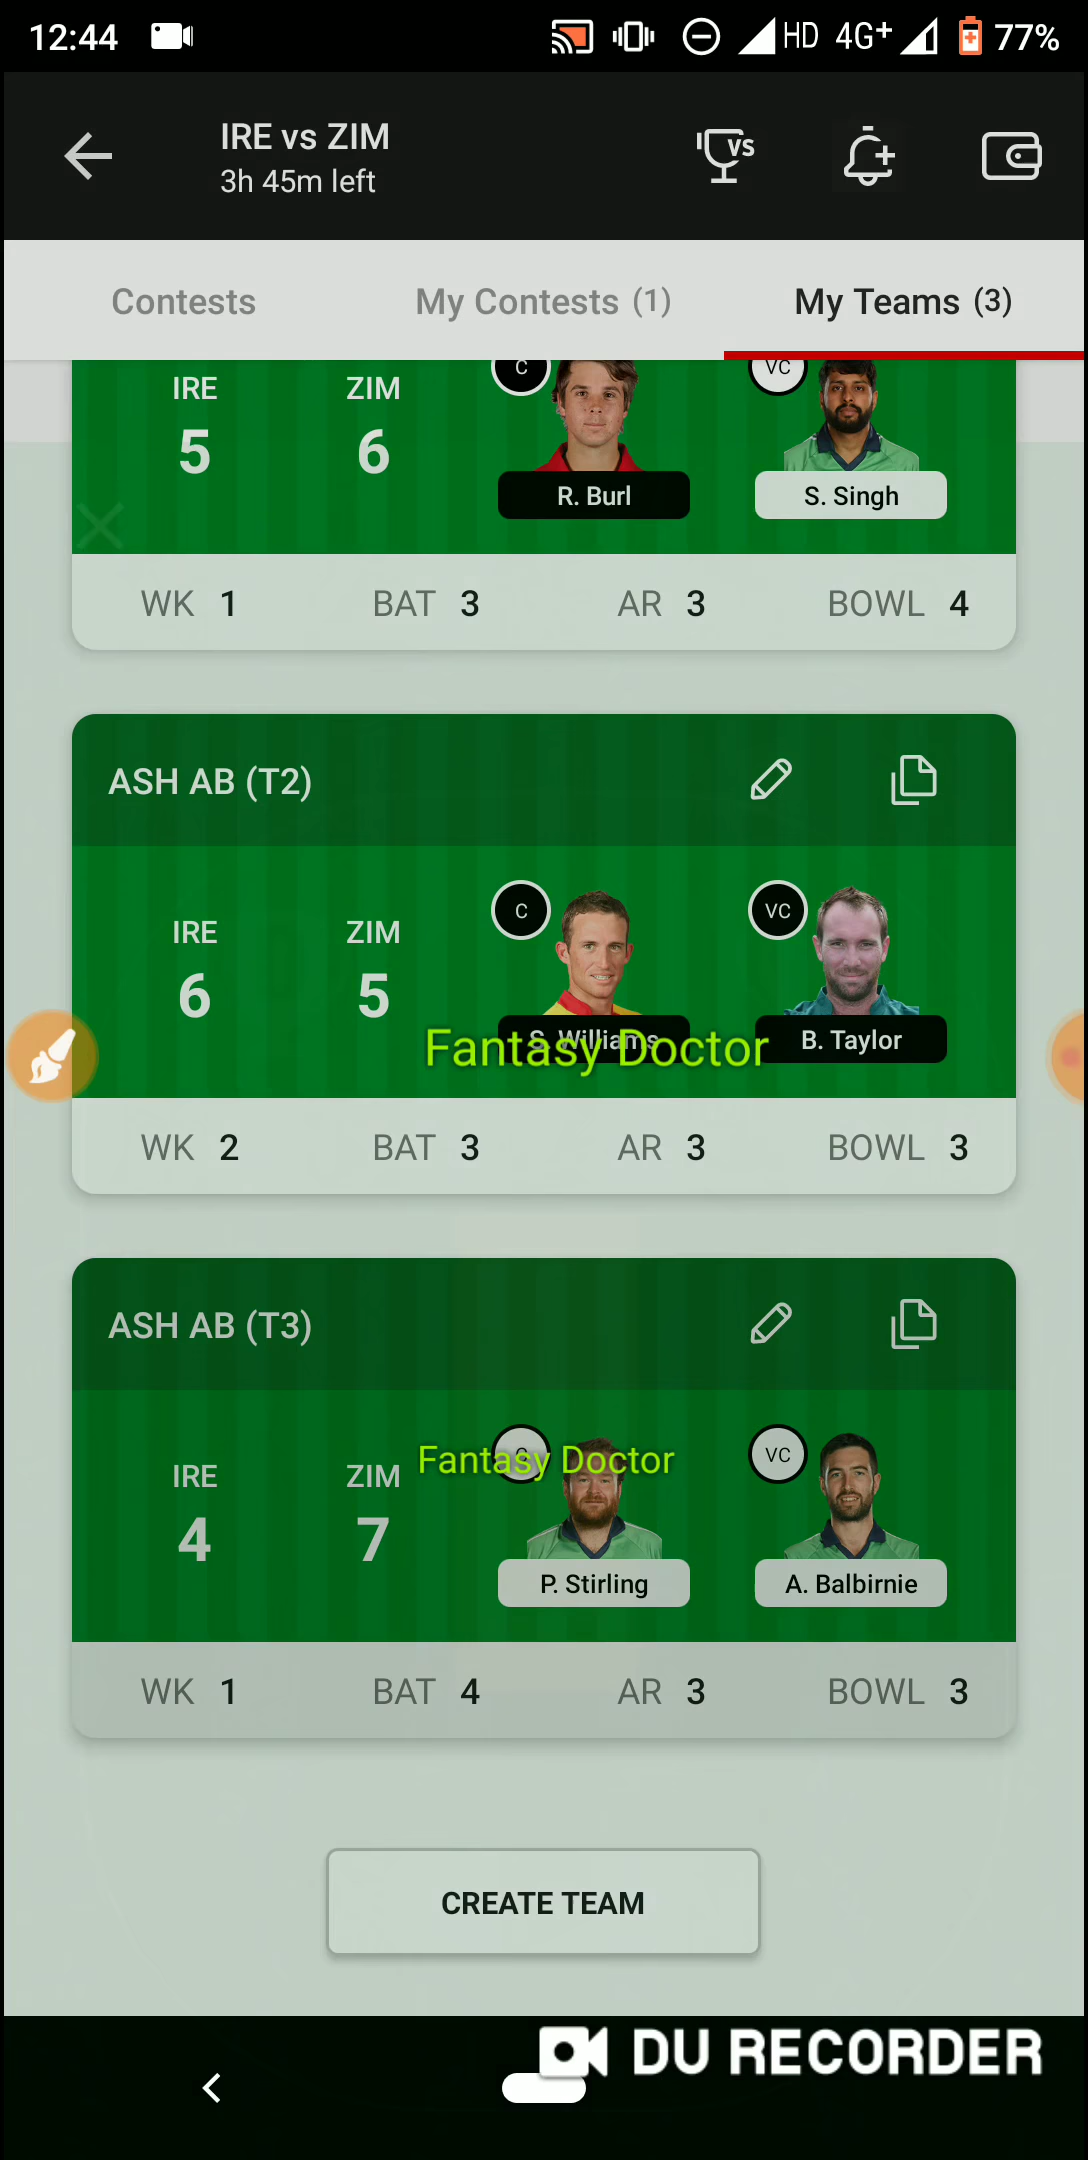 12:44 HD 4G+ 77%
IRE vs ZIM
3h 45m left
VS
Contests My Contests (1) My Teams (3)
IRE ZIM C VC
5 6
R. Burl S. Singh
WK 1 BAT 3 AR 3 BOWL 4
ASH AB (T2)
IRE ZIM C VC
6 5
S. Williams B. Taylor
Fantasy Doctor
WK 2 BAT 3 AR 3 BOWL 3
ASH AB (T3)
Fantasy Doctor
IRE ZIM C VC
4 7
P. Stirling A. Balbirnie
WK 1 BAT 4 AR 3 BOWL 3
CREATE TEAM
DU RECORDER